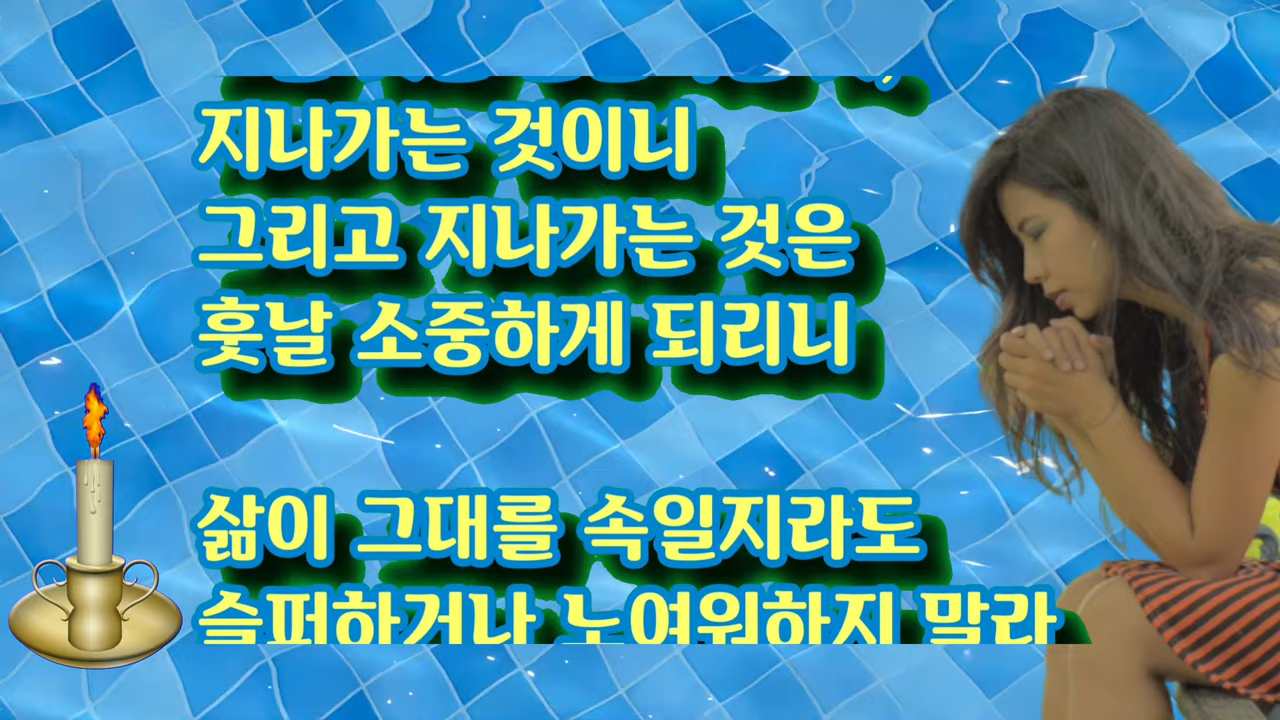 지나가는 것이니
그리고 지나가는 것은
훗날 소중하게 되리니
삶이 그대를 속일지라도
슬퍼하거나 노여워하지 말라